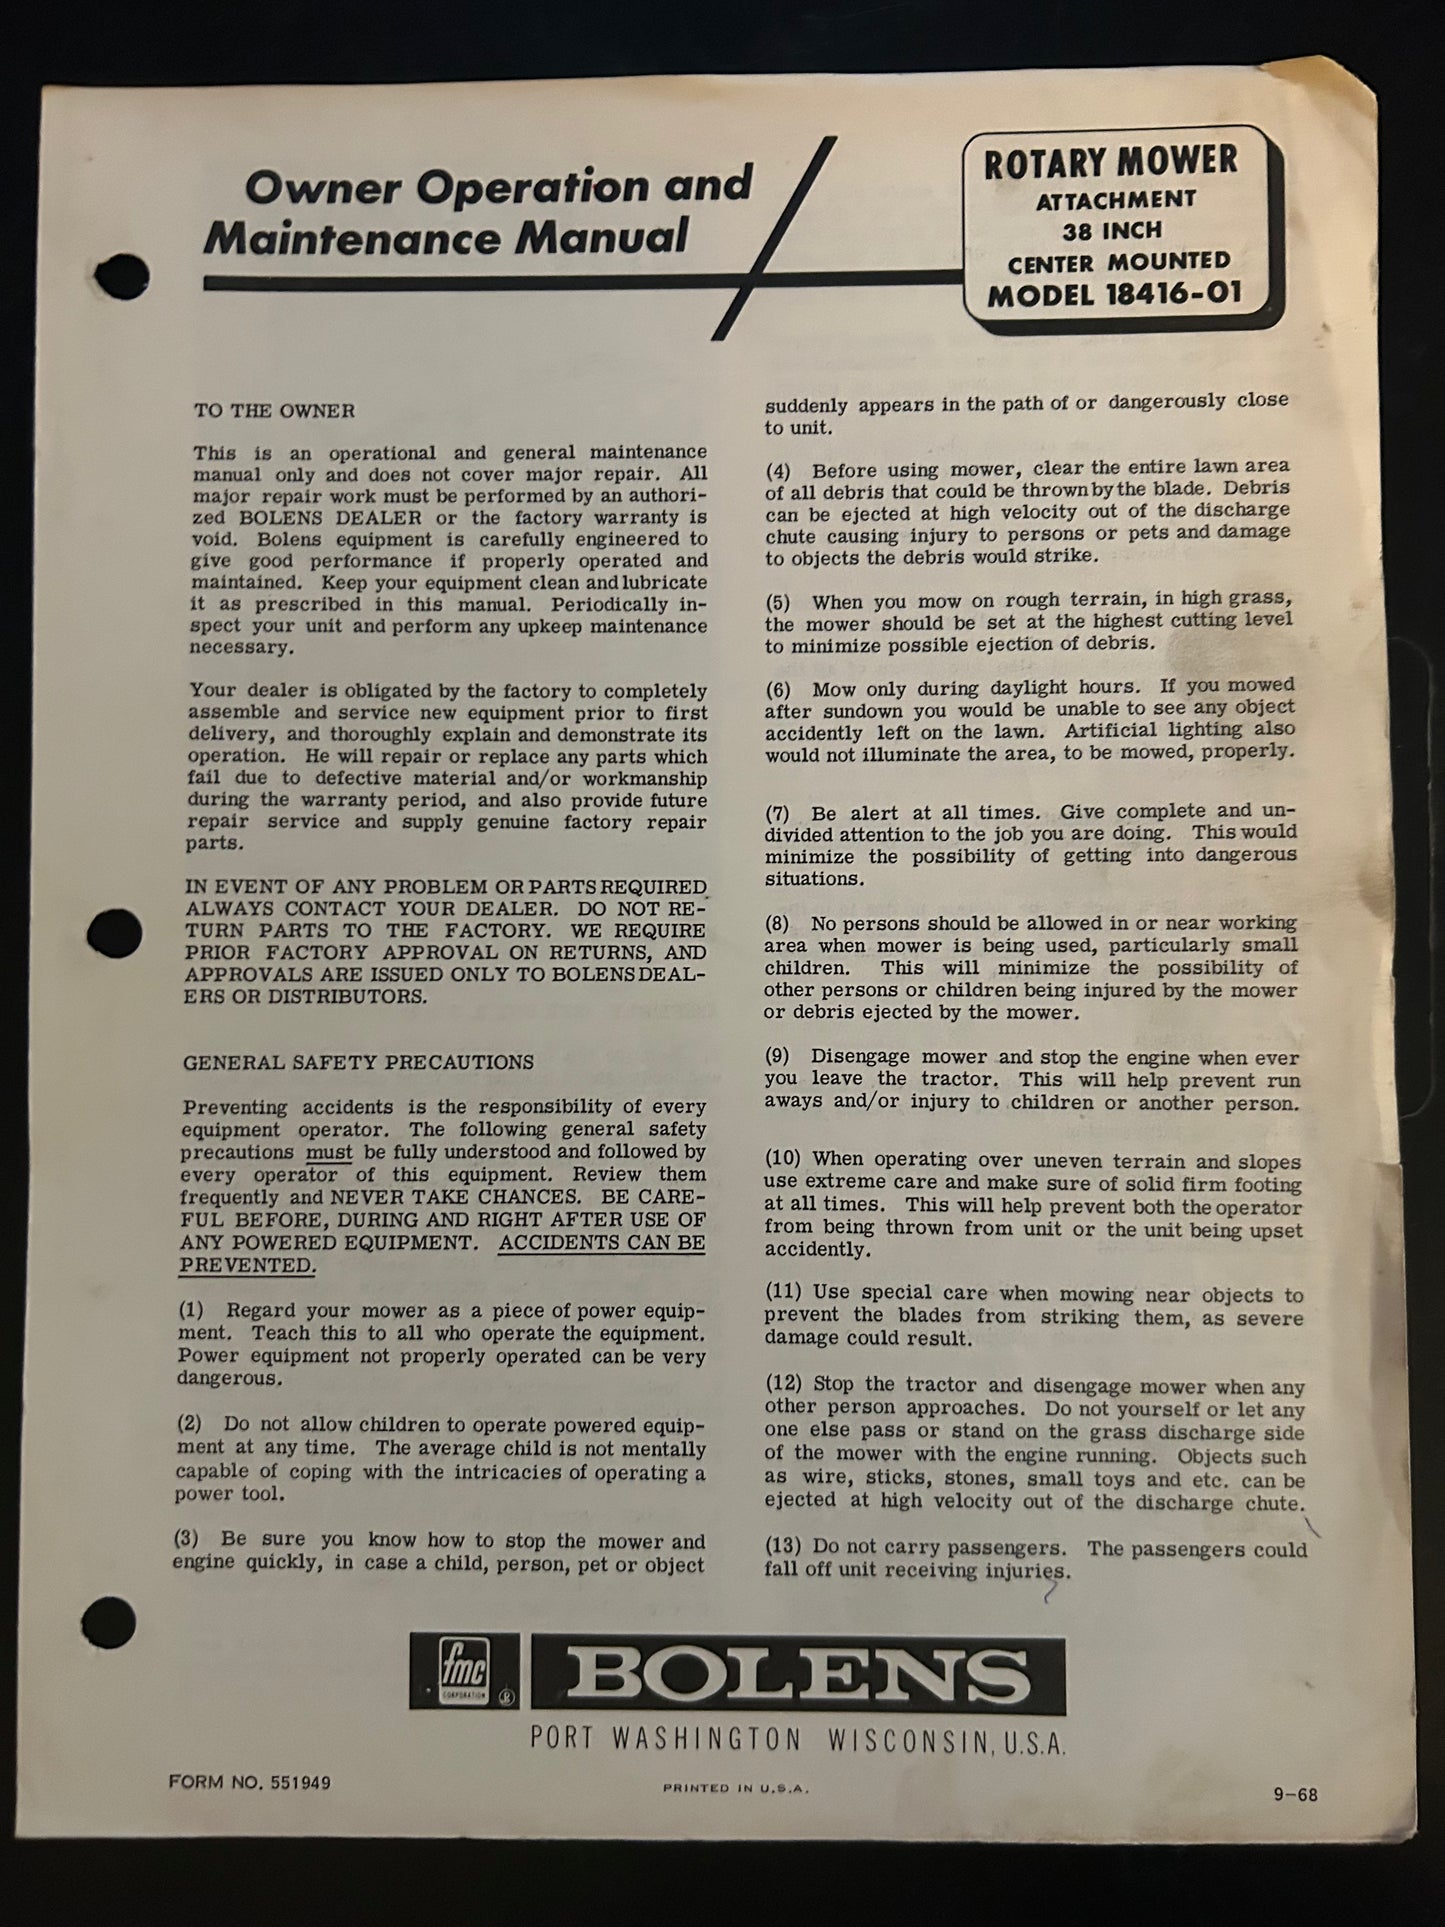 Owner Operation and
Maintenance Manual
ROTARY MOWER
ATTACHMENT
38 INCH
CENTER MOUNTED
MODEL 18416-01
TO THE OWNER
This is an operational and general maintenance
manual only and does not cover major repair. All
major repair work must be performed by an authori-
zed BOLENS DEALER or the factory warranty is
void. Bolens equipment is carefully engineered to
give good performance if properly operated and
maintained. Keep your equipment clean and lubricate
it as prescribed in this manual. Periodically in-
spect your unit and perform any upkeep maintenance
necessary.
Your dealer is obligated by the factory to completely
assemble and service new equipment prior to first
delivery, and thoroughly explain and demonstrate its
operation. He will repair or replace any parts which
fail due to defective material and/or workmanship
during the warranty period, and also provide future
repair service and supply genuine factory repair
parts.
IN EVENT OF ANY PROBLEM OR PARTS REQUIRED
ALWAYS CONTACT YOUR DEALER. DO NOT RE-
TURN PARTS TO THE FACTORY. WE REQUIRE
PRIOR FACTORY APPROVAL ON RETURNS, AND
APPROVALS ARE ISSUED ONLY TO BOLENS DEAL-
ERS OR DISTRIBUTORS.
GENERAL SAFETY PRECAUTIONS
Preventing accidents is the responsibility of every
equipment operator. The following general safety
precautions must be fully understood and followed by
every operator of this equipment. Review them
frequently and NEVER TAKE CHANCES. BE CARE-
FUL BEFORE, DURING AND RIGHT AFTER USE OF
ANY POWERED EQUIPMENT. ACCIDENTS CAN BE
PREVENTED.
(1) Regard your mower as a piece of power equip-
ment. Teach this to all who operate the equipment.
Power equipment not properly operated can be very
dangerous.
(2) Do not allow children to operate powered equip-
ment at any time. The average child is not mentally
capable of coping with the intricacies of operating a
power tool.
(3) Be sure you know how to stop the mower and
engine quickly, in case a child, person, pet or object
suddenly appears in the path of or dangerously close
to unit.
(4) Before using mower, clear the entire lawn area
of all debris that could be thrown by the blade. Debris
can be ejected at high velocity out of the discharge
chute causing injury to persons or pets and damage
to objects the debris would strike.
(5) When you mow on rough terrain, in high grass,
the mower should be set at the highest cutting level
to minimize possible ejection of debris.
(6) Mow only during daylight hours. If you mowed
after sundown you would be unable to see any object
accidently left on the lawn. Artificial lighting also
would not illuminate the area, to be mowed, properly.
(7) Be alert at all times. Give complete and un-
divided attention to the job you are doing. This would
minimize the possibility of getting into dangerous
situations.
(8) No persons should be allowed in or near working
area when mower is being used, particularly small
children. This will minimize the possibility of
other persons or children being injured by the mower
or debris ejected by the mower.
(9) Disengage mower and stop the engine when ever
you leave the tractor. This will help prevent run
aways and/or injury to children or another person.
(10) When operating over uneven terrain and slopes
use extreme care and make sure of solid firm footing
at all times. This will help prevent both the operator
from being thrown from unit or the unit being upset
accidently.
(11) Use special care when mowing near objects to
prevent the blades from striking them, as severe
damage could result.
(12) Stop the tractor and disengage mower when any
other person approaches. Do not yourself or let any
one else pass or stand on the grass discharge side
of the mower with the engine running. Objects such
as wire, sticks, stones, small toys and etc. can be
ejected at high velocity out of the discharge chute.
(13) Do not carry passengers. The passengers could
fall off unit receiving injuries.
fmc
CORPORATION ®
BOLENS
PORT WASHINGTON WISCONSIN, U.S.A.
FORM NO. 551949
PRINTED IN U.S.A.
9-68